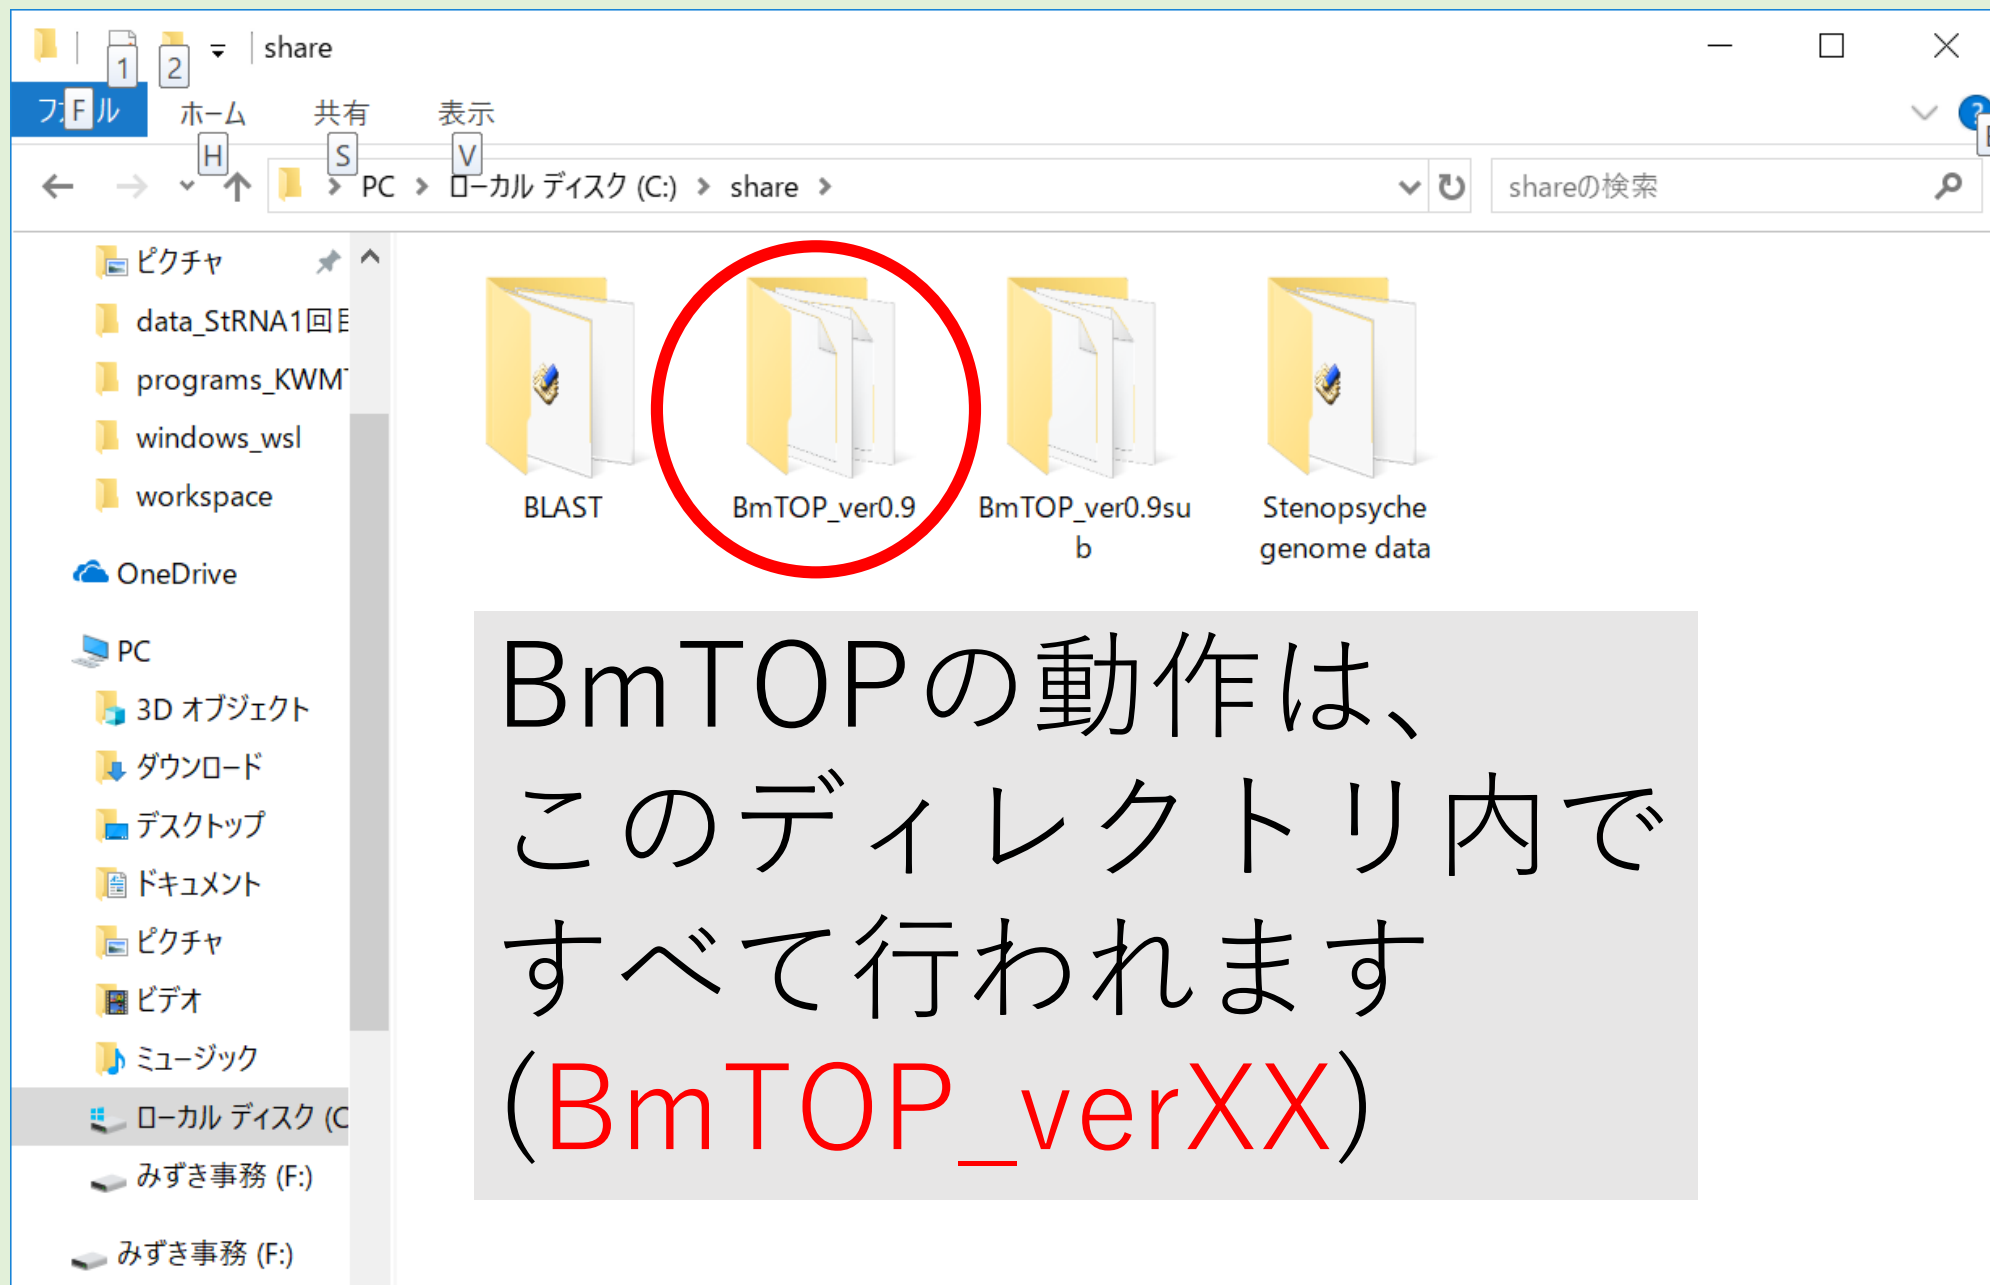 share
1
2
ファ F ル
ホーム
共有
表示
H
S
V
PC
ローカル ディスク (C:)
share
shareの検索
ピクチャ
data_StRNA1回目
programs_KWMT
windows_wsl
workspace
OneDrive
PC
3D オブジェクト
ダウンロード
デスクトップ
ドキュメント
ピクチャ
ビデオ
ミュージック
ローカル ディスク (C
みずき事務 (F:)
みずき事務 (F:)
BLAST
BmTOP_ver0.9
BmTOP_ver0.9su
b
Stenopsyche
genome data
BmTOPの動作は、
このディレクトリ内で
すべて行われます
(BmTOP_verXX)